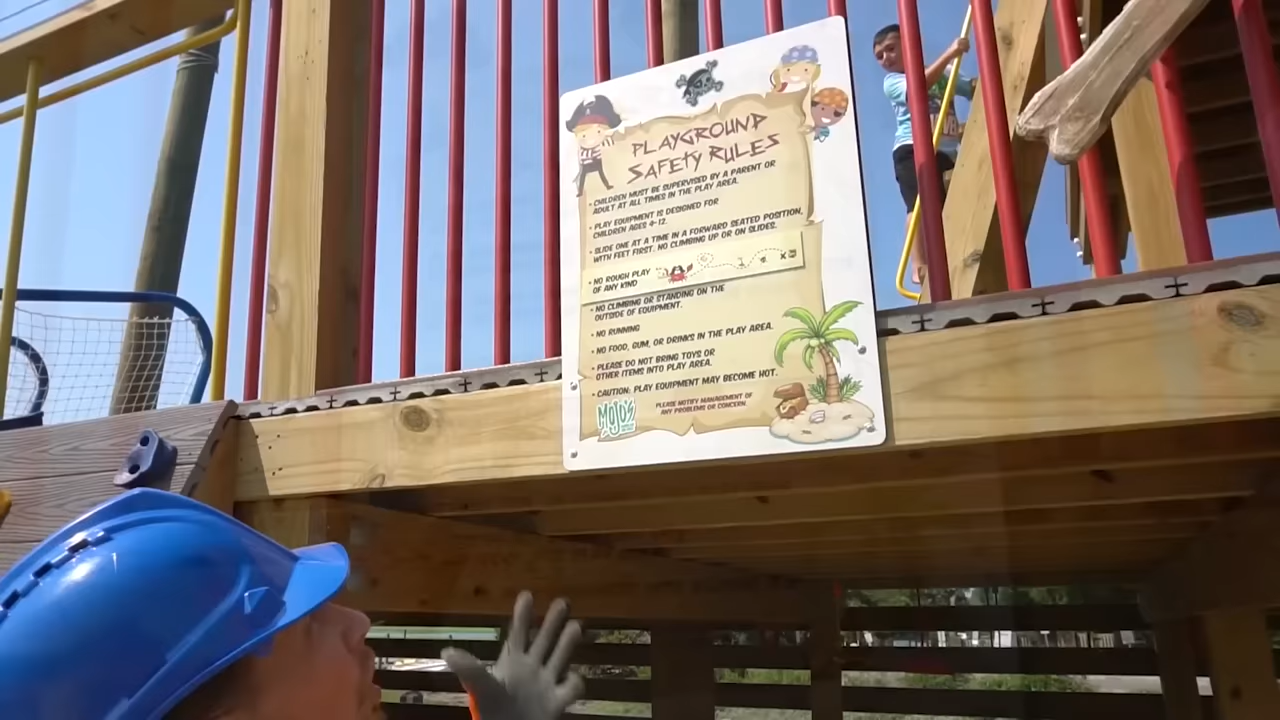 PLAYGROUND
SAFETY RULES
• CHILDREN MUST BE SUPERVISED BY A PARENT OR
ADULT AT ALL TIMES IN THE PLAY AREA.
• PLAY EQUIPMENT IS DESIGNED FOR
CHILDREN AGES 4-12.
• SLIDE ONE AT A TIME IN A FORWARD SEATED POSITION,
WITH FEET FIRST. NO CLIMBING UP OR ON SLIDES.
• NO ROUGH PLAY
OF ANY KIND
X
• NO CLIMBING OR STANDING ON THE
OUTSIDE OF EQUIPMENT.
• NO RUNNING
• NO FOOD, GUM, OR DRINKS IN THE PLAY AREA.
• PLEASE DO NOT BRING TOYS OR
OTHER ITEMS INTO PLAY AREA.
• CAUTION: PLAY EQUIPMENT MAY BECOME HOT.
PLEASE NOTIFY MANAGEMENT OF
ANY PROBLEMS OR CONCERN.
MOJO'S